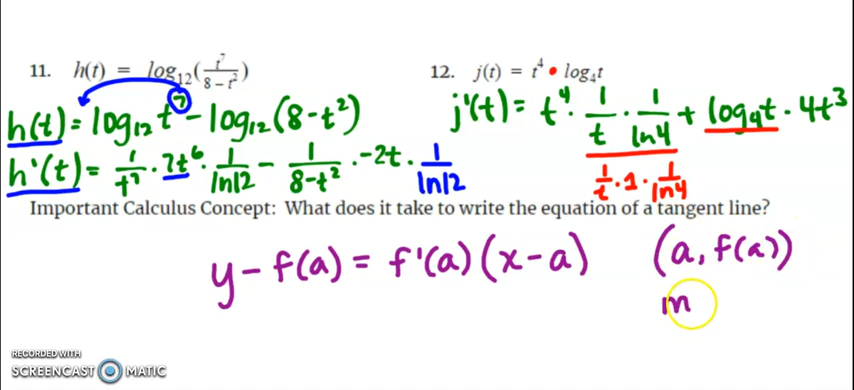 11. h(t) = log₁₂(t⁷/(8 – t²))
12. j(t) = t⁴ • log₄t
h(t) = log₁₂ t⁷ – log₁₂(8-t²)
j'(t) = t⁴ · 1/t · 1/ln4 + log₄t · 4t³
h'(t) = 1/t⁷ · 7t⁶ · 1/ln12 – 1/(8-t²) · -2t · 1/ln12
1/t · 1 · 1/ln4
Important Calculus Concept: What does it take to write the equation of a tangent line?
y – f(a) = f'(a)(x – a)
(a, f(a))
m
RECORDED WITH
SCREENCAST MATIC